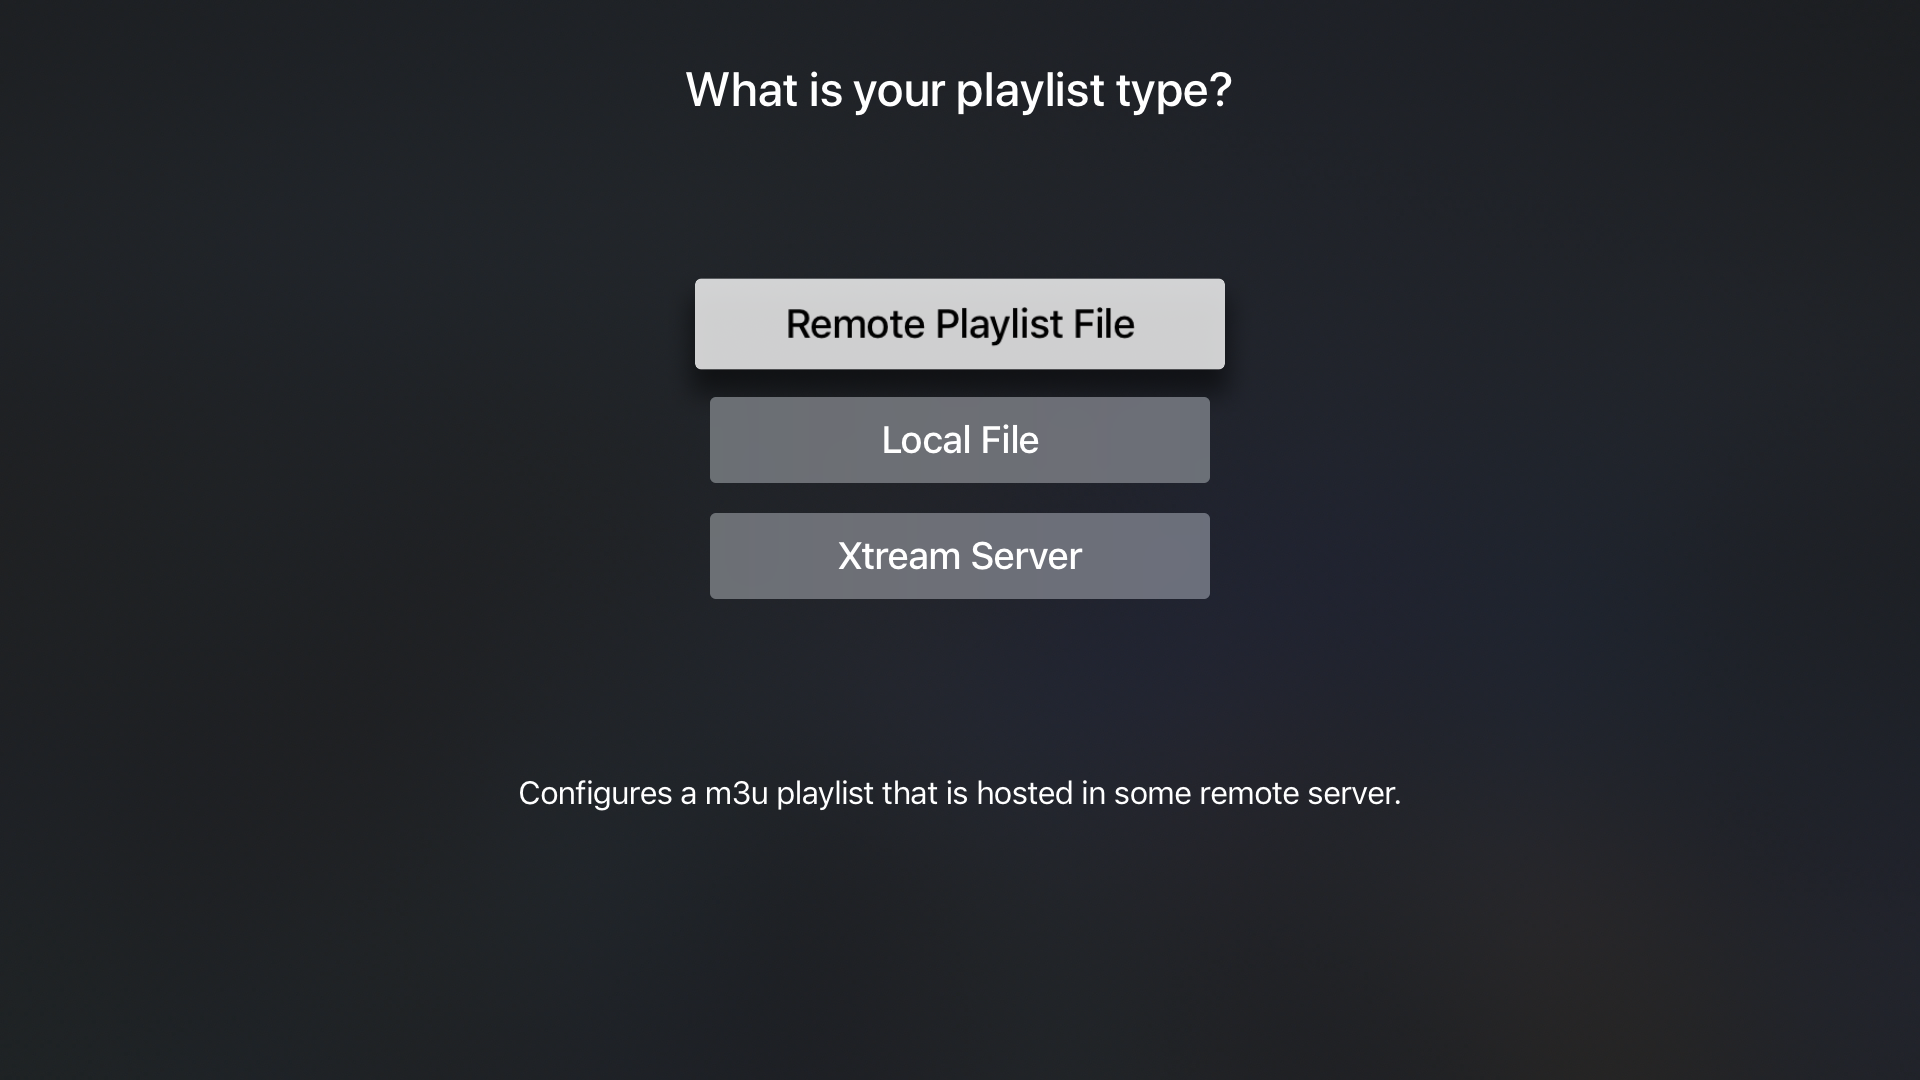 What is your playlist type?
Remote Playlist File
Local File
Xtream Server
Configures a m3u playlist that is hosted in some remote server.